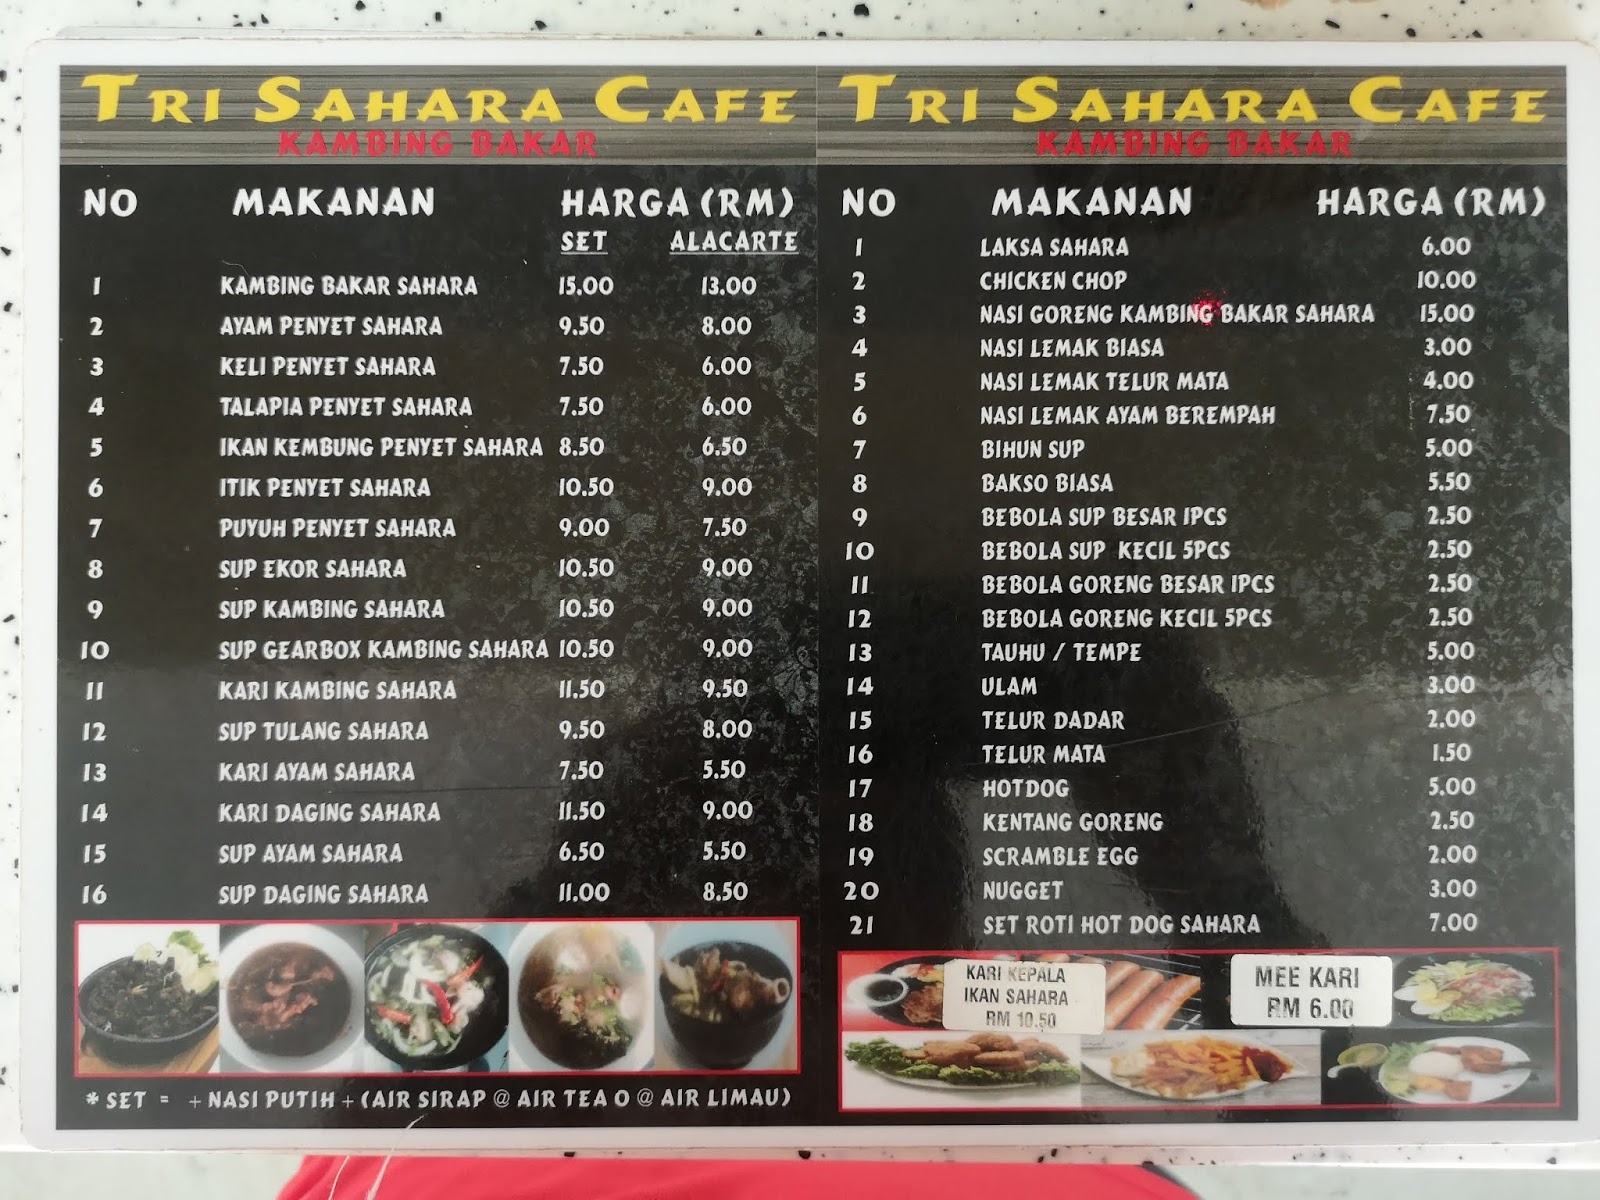 TRI SAHARA CAFE
KAMBING BAKAR
NO MAKANAN HARGA (RM)
SET ALACARTE
1 KAMBING BAKAR SAHARA 15.00 13.00
2 AYAM PENYET SAHARA 9.50 8.00
3 KELI PENYET SAHARA 7.50 6.00
4 TALAPIA PENYET SAHARA 7.50 6.00
5 IKAN KEMBUNG PENYET SAHARA 8.50 6.50
6 ITIK PENYET SAHARA 10.50 9.00
7 PUYUH PENYET SAHARA 9.00 7.50
8 SUP EKOR SAHARA 10.50 9.00
9 SUP KAMBING SAHARA 10.50 9.00
10 SUP GEARBOX KAMBING SAHARA 10.50 9.00
11 KARI KAMBING SAHARA 11.50 9.50
12 SUP TULANG SAHARA 9.50 8.00
13 KARI AYAM SAHARA 7.50 5.50
14 KARI DAGING SAHARA 11.50 9.00
15 SUP AYAM SAHARA 6.50 5.50
16 SUP DAGING SAHARA 11.00 8.50
* SET = + NASI PUTIH + (AIR SIRAP @ AIR TEA O @ AIR LIMAU)
TRI SAHARA CAFE
KAMBING BAKAR
NO MAKANAN HARGA (RM)
1 LAKSA SAHARA 6.00
2 CHICKEN CHOP 10.00
3 NASI GORENG KAMBING BAKAR SAHARA 15.00
4 NASI LEMAK BIASA 3.00
5 NASI LEMAK TELUR MATA 4.00
6 NASI LEMAK AYAM BEREMPAH 7.50
7 BIHUN SUP 5.00
8 BAKSO BIASA 5.50
9 BEBOLA SUP BESAR 1PCS 2.50
10 BEBOLA SUP KECIL 5PCS 2.50
11 BEBOLA GORENG BESAR 1PCS 2.50
12 BEBOLA GORENG KECIL 5PCS 2.50
13 TAUHU / TEMPE 5.00
14 ULAM 3.00
15 TELUR DADAR 2.00
16 TELUR MATA 1.50
17 HOTDOG 5.00
18 KENTANG GORENG 2.50
19 SCRAMBLE EGG 2.00
20 NUGGET 3.00
21 SET ROTI HOT DOG SAHARA 7.00
KARI KEPALA
IKAN SAHARA
RM 10.50
MEE KARI
RM 6.00